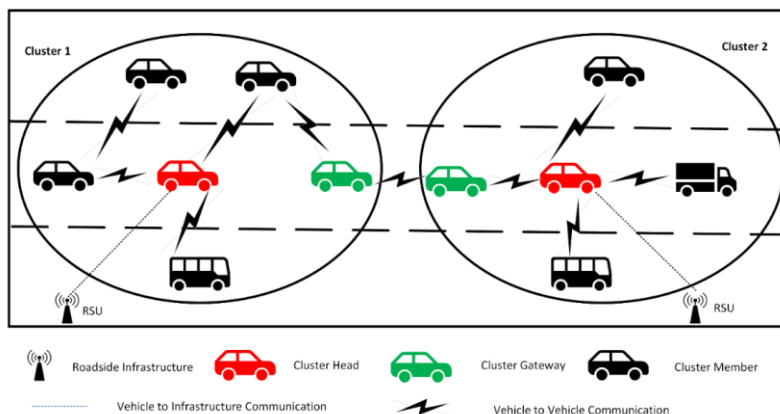 Cluster 1
Cluster 2
RSU
RSU
Roadside Infrastructure
Cluster Head
Cluster Gateway
Cluster Member
Vehicle to Infrastructure Communication
Vehicle to Vehicle Communication